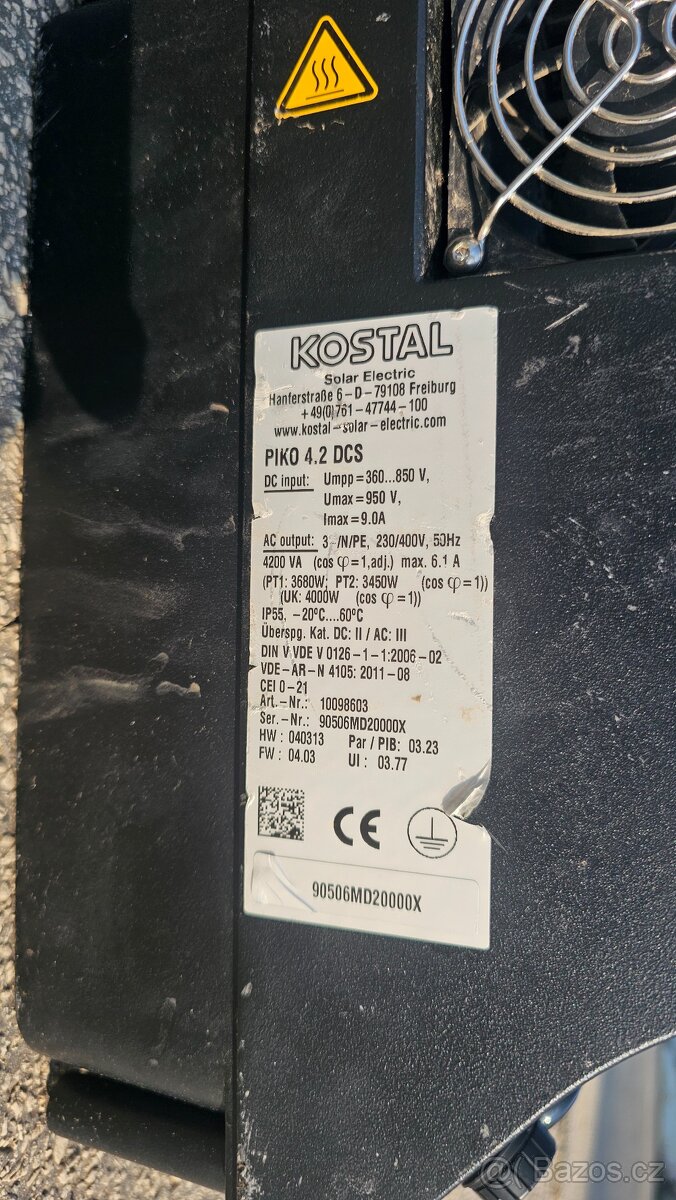 KOSTAL
Solar Electric
Hanferstraße 6-D-79108 Freiburg
+49(0)761-47744-100
www.kostal-solar-electric.com
PIKO 4.2 DCS
DC input: Umpp=360...850 V,
Umax=950 V,
Imax=9.0A
AC output: 3~/N/PE, 230/400V, 50Hz
4200 VA (cos φ=1,adj.) max. 6.1 A
(PT1: 3680W; PT2: 3450W (cos φ=1))
(UK: 4000W (cos φ=1))
IP55, -20°C....60°C
Überspg. Kat. DC: II / AC: III
DIN V VDE V 0126-1-1:2006-02
VDE-AR-N 4105: 2011-08
CEI 0-21
Art.-Nr.: 10098603
Ser.-Nr.: 90506MD20000X
HW : 040313 Par / PIB: 03.23
FW : 04.03 UI : 03.77
CE
90506MD20000X
Bazos.cz